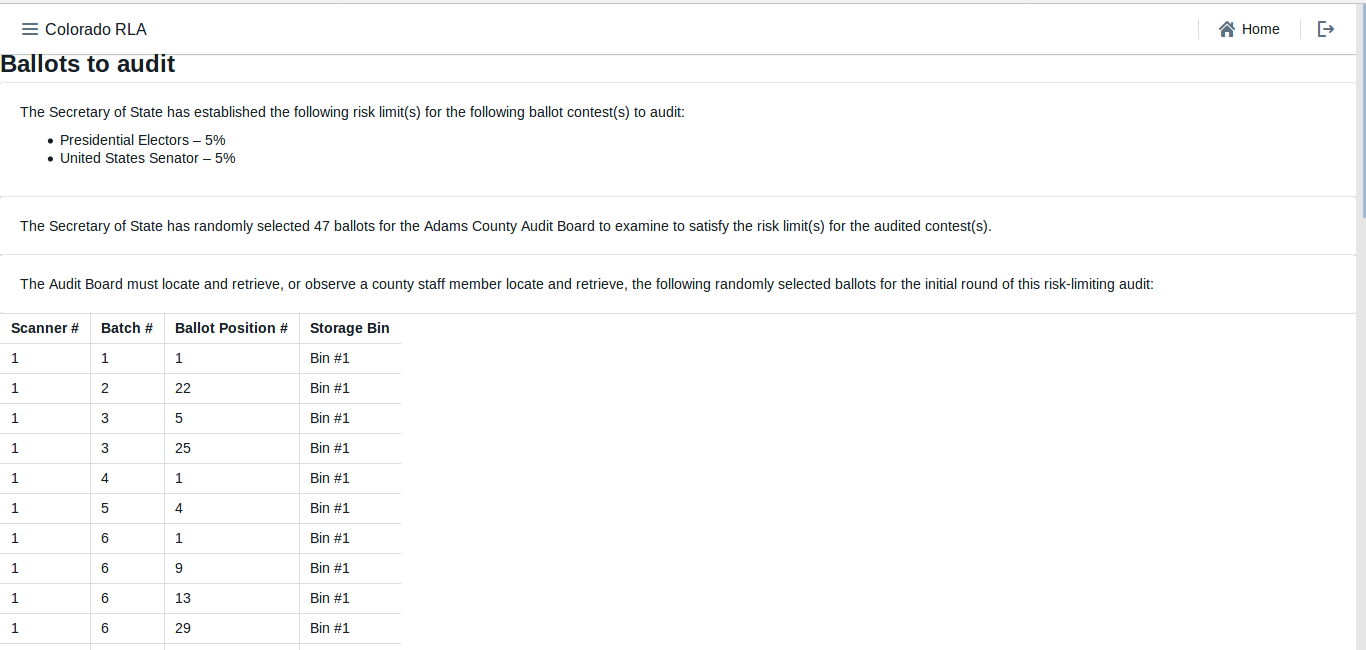 Colorado RLA Home
Ballots to audit
The Secretary of State has established the following risk limit(s) for the following ballot contest(s) to audit:
• Presidential Electors – 5%
• United States Senator – 5%
The Secretary of State has randomly selected 47 ballots for the Adams County Audit Board to examine to satisfy the risk limit(s) for the audited contest(s).
The Audit Board must locate and retrieve, or observe a county staff member locate and retrieve, the following randomly selected ballots for the initial round of this risk-limiting audit:
Scanner # Batch # Ballot Position # Storage Bin
1 1 1 Bin #1
1 2 22 Bin #1
1 3 5 Bin #1
1 3 25 Bin #1
1 4 1 Bin #1
1 5 4 Bin #1
1 6 1 Bin #1
1 6 9 Bin #1
1 6 13 Bin #1
1 6 29 Bin #1